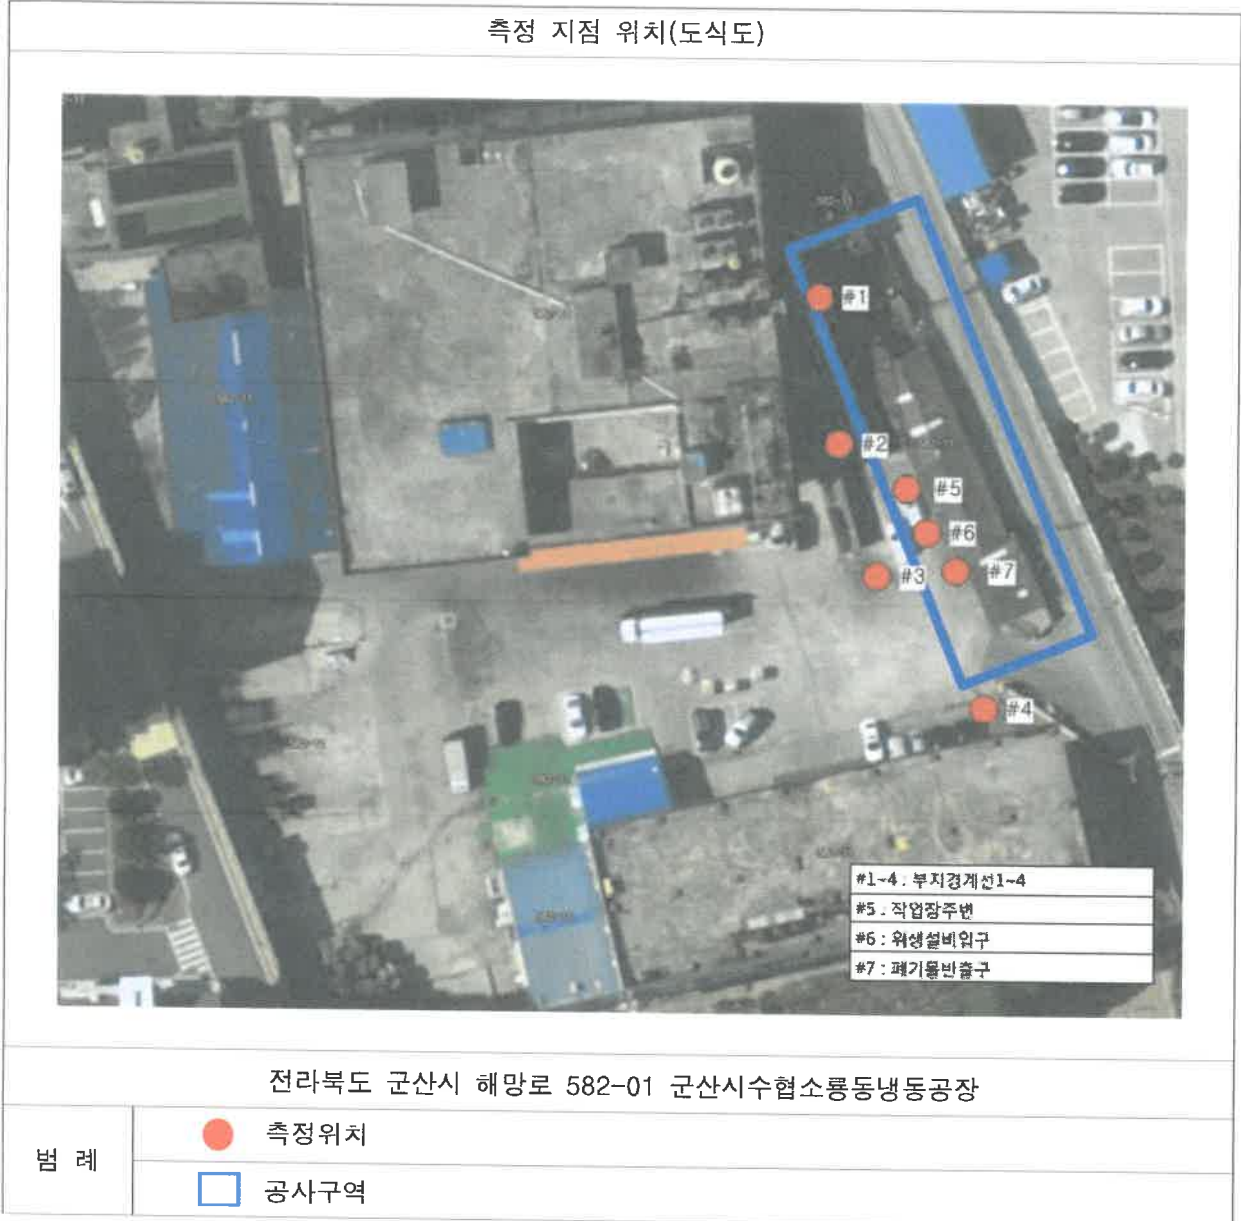 측정 지점 위치(도식도)
#1
#2
#5
#6
#3
#7
#4
#1~4 : 부지경계선1~4
#5 : 작업장주변
#6 : 위생설비입구
#7 : 폐기물반출구
전라북도 군산시 해망로 582-01 군산시수협소룡동냉동공장
범 례
측정위치
공사구역